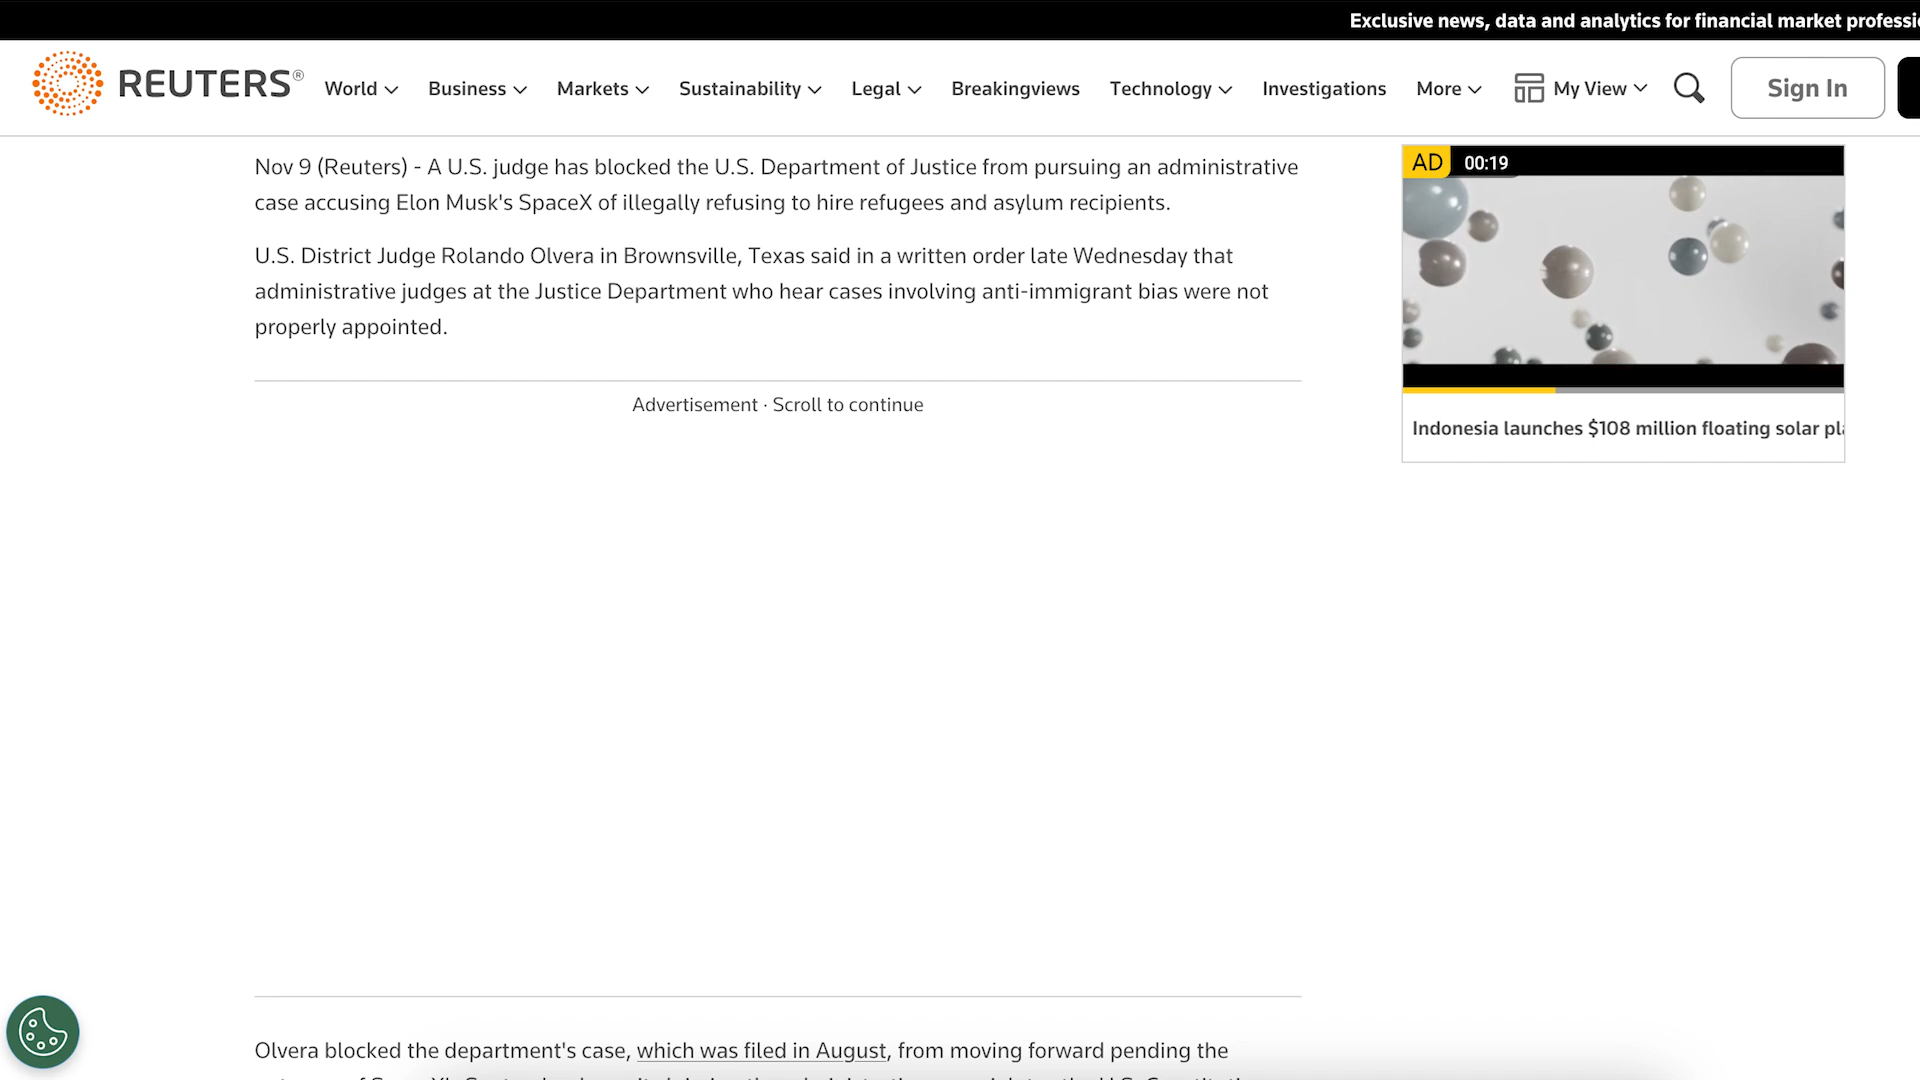 Exclusive news, data and analytics for financial market
REUTERS®
World
Business
Markets
Sustainability
Legal
Breakingviews
Technology
Investigations
More
My View
Sign In
Nov 9 (Reuters) - A U.S. judge has blocked the U.S. Department of Justice from pursuing an administrative
case accusing Elon Musk's SpaceX of illegally refusing to hire refugees and asylum recipients.
U.S. District Judge Rolando Olvera in Brownsville, Texas said in a written order late Wednesday that
administrative judges at the Justice Department who hear cases involving anti-immigrant bias were not
properly appointed.
Advertisement · Scroll to continue
AD 00:19
Indonesia launches $108 million floating solar
Olvera blocked the department's case, which was filed in August, from moving forward pending the